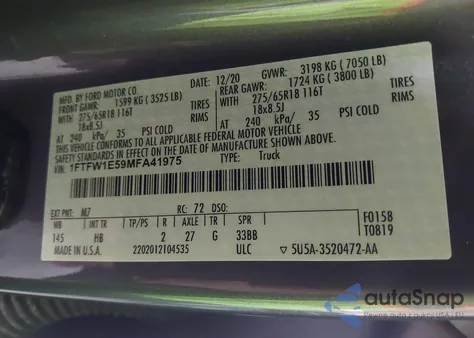 MFD. BY FORD MOTOR CO.
12/20 GVWR: 3198 KG ( 7050 LB)
FRONT GAWR: 1599 KG ( 3525 LB)
REAR GAWR: 1724 KG ( 3800 LB)
WITH 275/65R18 116T TIRES
WITH 275/65R18 116T TIRES
18x8.5J RIMS
18x8.5J RIMS
AT 240 kPa/ 35 PSI COLD
AT 240 kPa/ 35 PSI COLD
THIS VEHICLE CONFORMS TO ALL APPLICABLE FEDERAL MOTOR VEHICLE
SAFETY STANDARDS IN EFFECT ON THE DATE OF MANUFACTURE SHOWN ABOVE.
VIN: 1FTFW1E59MFA41975
TYPE: Truck
EXT PNT: M7 RC: 72 DSO: F0158
WB BRK INT TR TP/PS R AXLE TR SPR T0819
145 HB 2 27 G 33BB
MADE IN U.S.A. 2202012104535 ULC 5U5A-3520472-AA
autoSnap